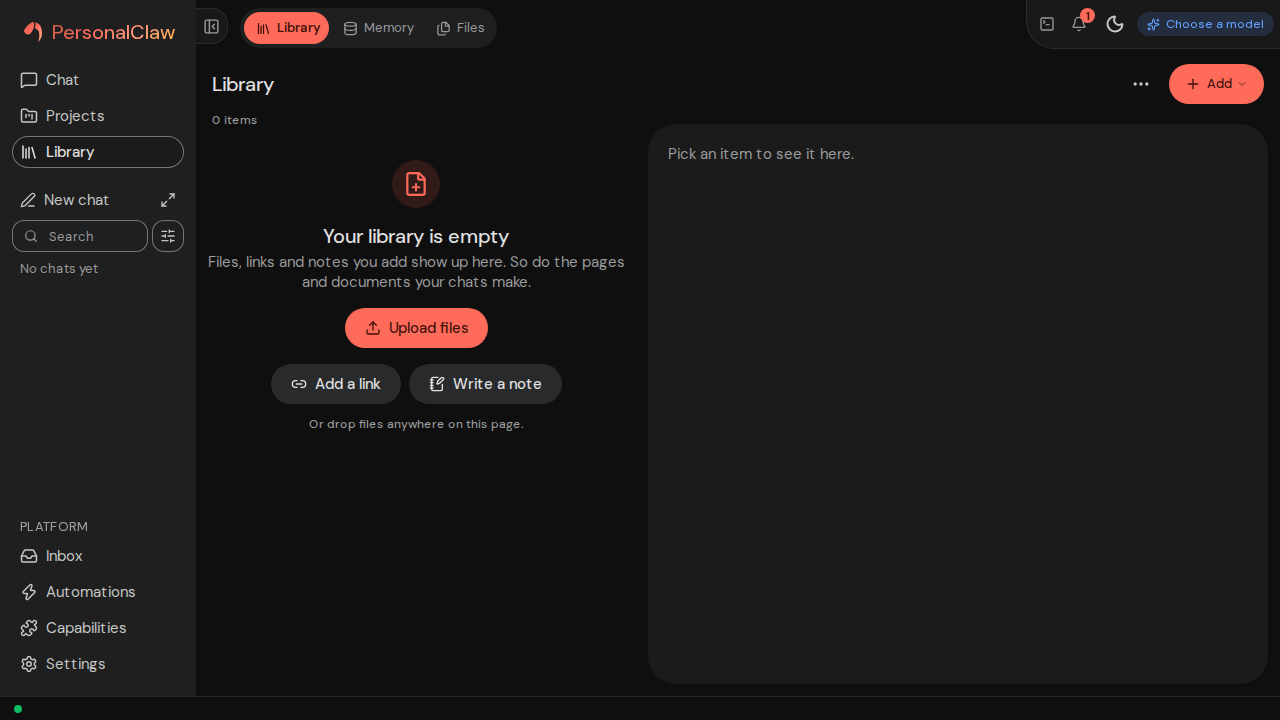 PersonalClaw
Chat
Projects
Library
New chat
Search
No chats yet
PLATFORM
Inbox
Automations
Capabilities
Settings
Library
Memory
Files
1
Choose a model
Library
Add
0 items
Your library is empty
Files, links and notes you add show up here. So do the pages
and documents your chats make.
Upload files
Add a link
Write a note
Or drop files anywhere on this page.
Pick an item to see it here.